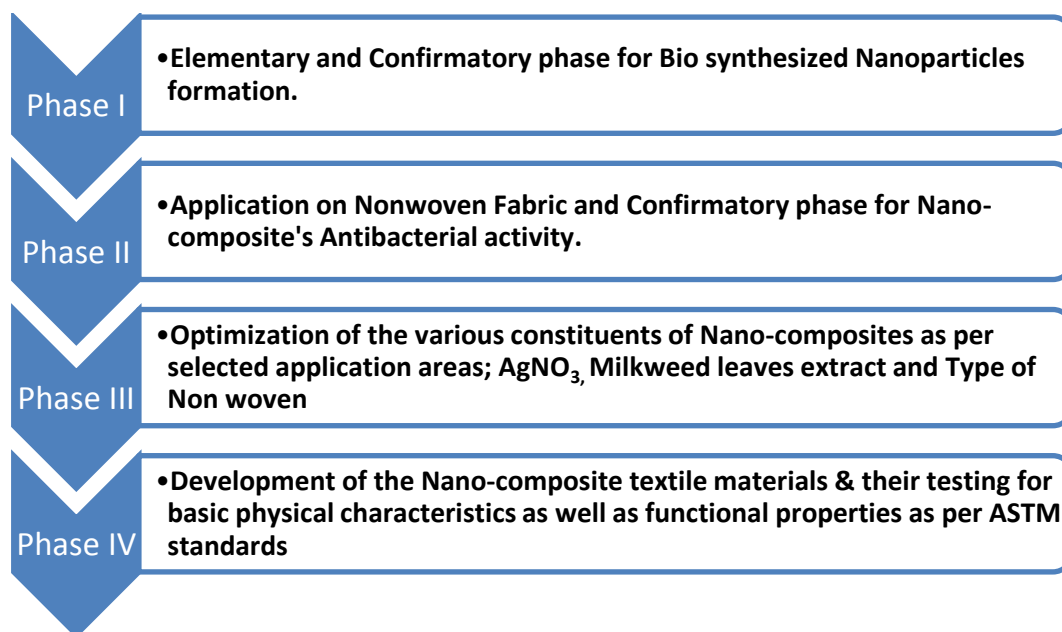 Phase I
•Elementary and Confirmatory phase for Bio synthesized Nanoparticles
formation.
Phase II
•Application on Nonwoven Fabric and Confirmatory phase for Nano-
composite's Antibacterial activity.
Phase III
•Optimization of the various constituents of Nano-composites as per
selected application areas; AgNO₃, Milkweed leaves extract and Type of
Non woven
Phase IV
•Development of the Nano-composite textile materials & their testing for
basic physical characteristics as well as functional properties as per ASTM
standards